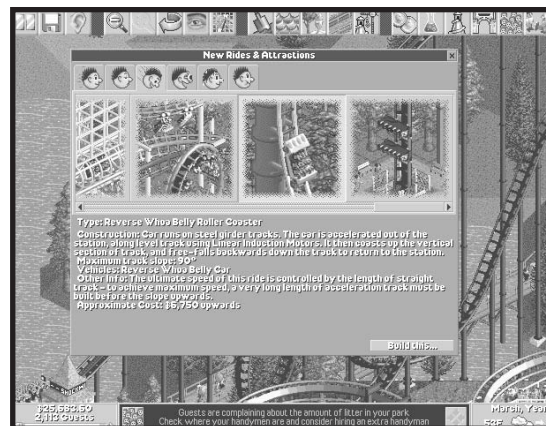 New Rides & Attractions
Type: Reverse Whoa Belly Roller Coaster
Construction: Car runs on steel girder tracks. The car is accelerated out of the
station, along level track using Linear Induction Motors. It then coasts up the vertical
section of track, and free-falls backwards down the track to return to the station.
Maximum track slope: 90°
Vehicles: Reverse Whoa Belly Car
Other Info: The ultimate speed of this ride is controlled by the length of straight
track - to achieve maximum speed, a very long length of acceleration track must be
built before the slope upwards.
Approximate Cost: $6,750 upwards
Build this...
2,113 Guests
Guests are complaining about the amount of litter in your park
Check where your handymen are and consider hiring an extra handyman
March, Year